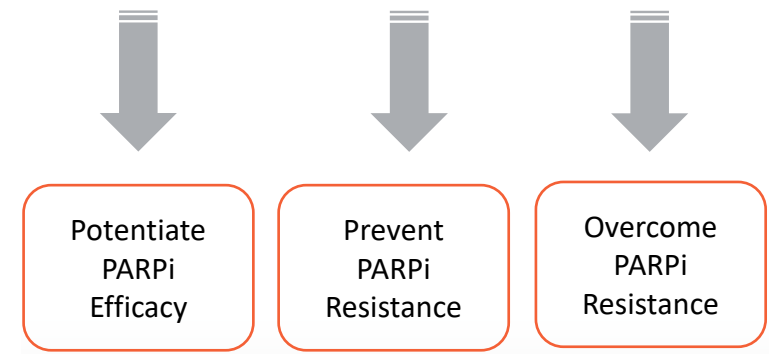 Potentiate
PARPi
Efficacy
Prevent
PARPi
Resistance
Overcome
PARPi
Resistance